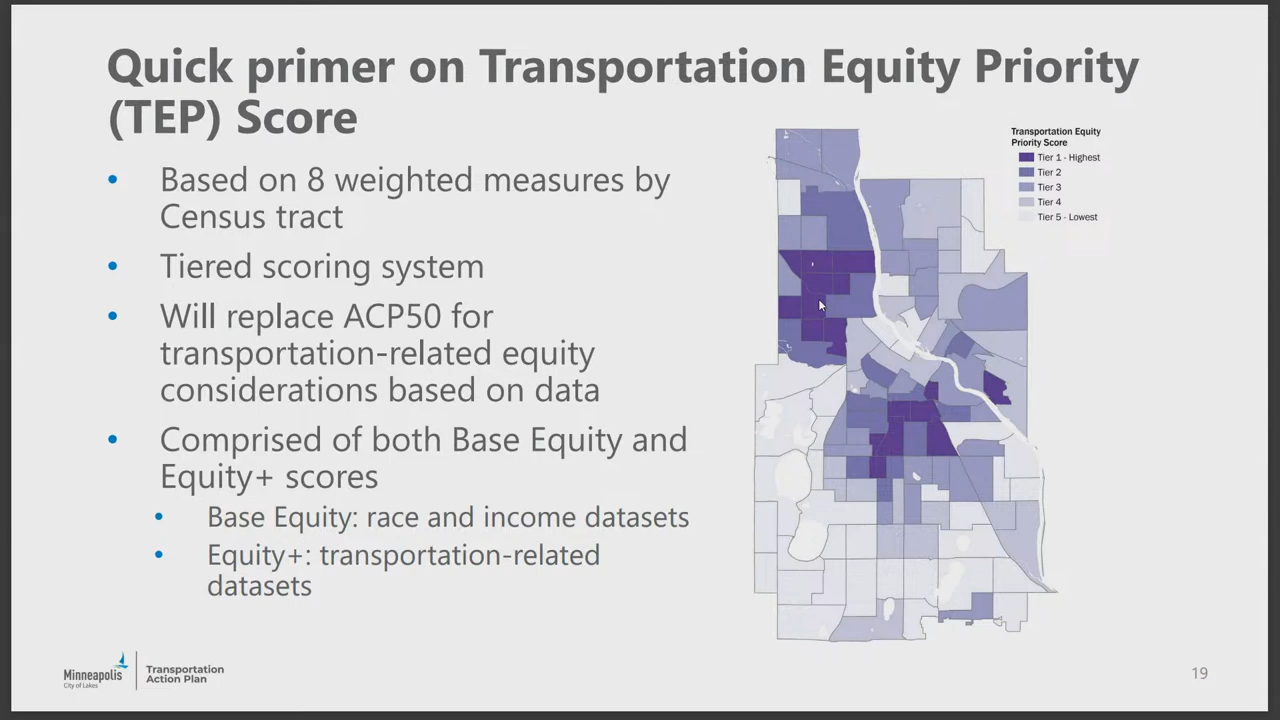 Quick primer on Transportation Equity Priority
(TEP) Score
• Based on 8 weighted measures by
Census tract
• Tiered scoring system
• Will replace ACP50 for
transportation-related equity
considerations based on data
• Comprised of both Base Equity and
Equity+ scores
• Base Equity: race and income datasets
• Equity+: transportation-related
datasets
Transportation Equity
Priority Score
Tier 1 - Highest
Tier 2
Tier 3
Tier 4
Tier 5 - Lowest
Minneapolis
City of Lakes
Transportation
Action Plan
19